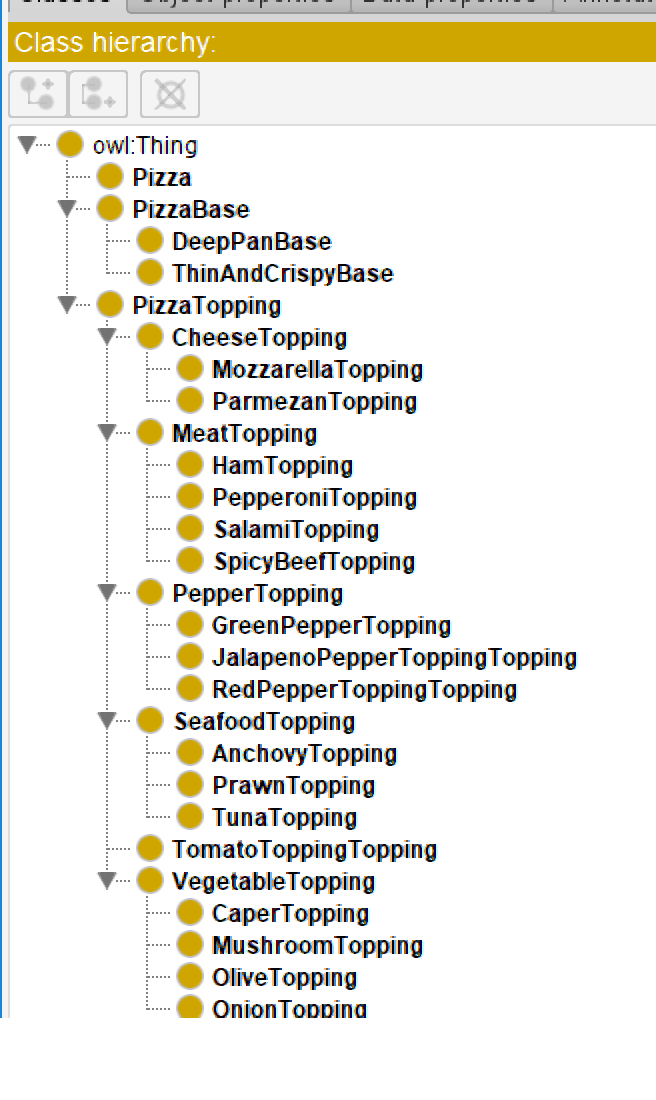 Class hierarchy:
owl:Thing
Pizza
PizzaBase
DeepPanBase
ThinAndCrispyBase
PizzaTopping
CheeseTopping
MozzarellaTopping
ParmezanTopping
MeatTopping
HamTopping
PepperoniTopping
SalamiTopping
SpicyBeefTopping
PepperTopping
GreenPepperTopping
JalapenoPepperToppingTopping
RedPepperToppingTopping
SeafoodTopping
AnchovyTopping
PrawnTopping
TunaTopping
TomatoToppingTopping
VegetableTopping
CaperTopping
MushroomTopping
OliveTopping
OnionTopping